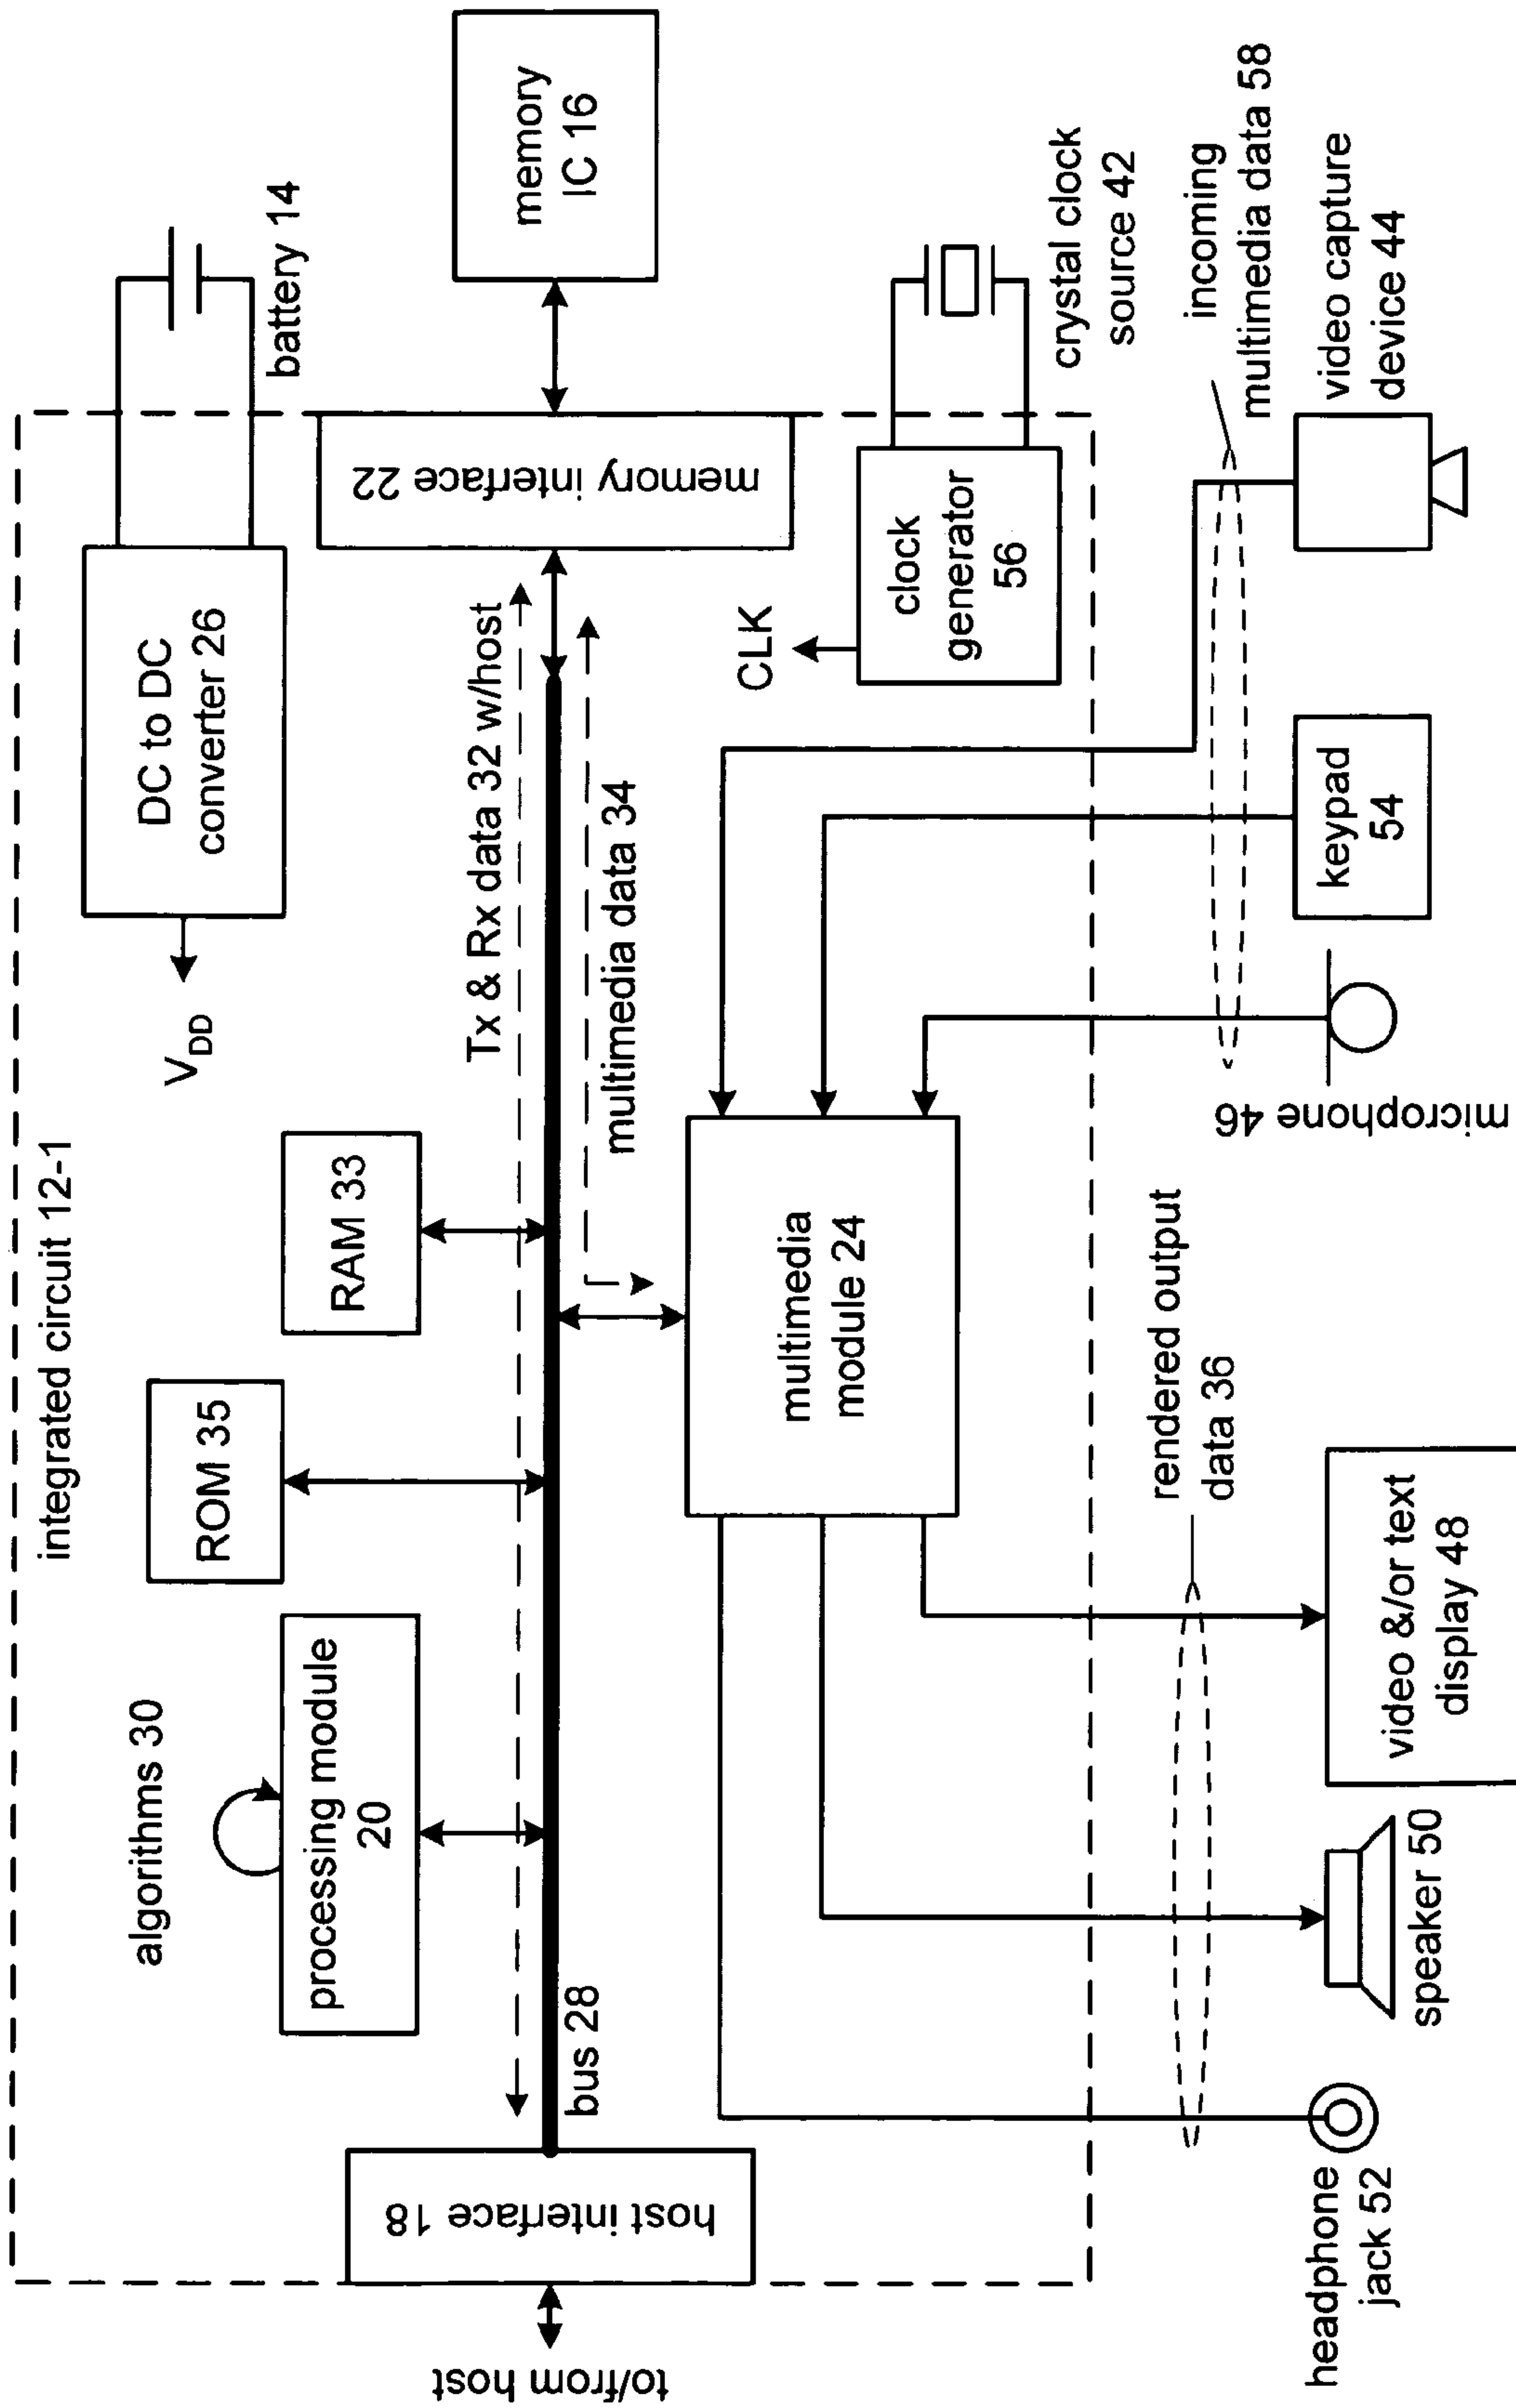 integrated circuit 12-1
algorithms 30
processing module
20
ROM 35
RAM 33
V_DD
DC to DC
converter 26
battery 14
to/from host
host interface 18
bus 28
Tx & Rx data 32 w/host
multimedia data 34
memory interface 22
memory
IC 16
multimedia
module 24
CLK
clock
generator
56
crystal clock
source 42
rendered output
data 36
incoming
multimedia data 58
headphone
jack 52
speaker 50
video &/or text
display 48
microphone 46
keypad
54
video capture
device 44